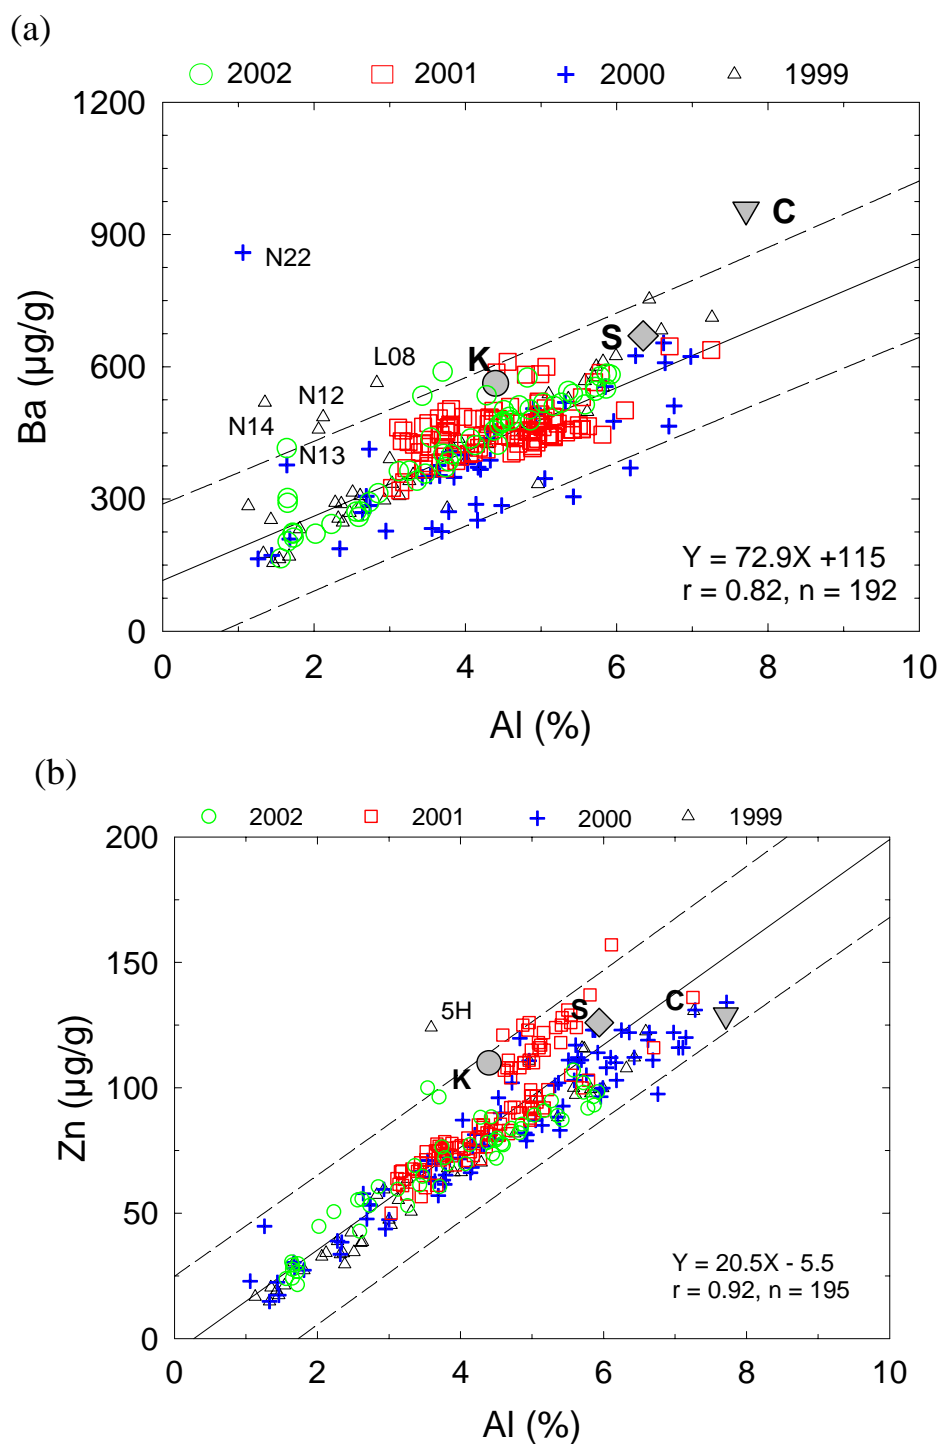 (a)
2002 2001 2000 1999
1200
900
600
300
0
Ba (µg/g)
C
N22
S
K
L08
N12
N14
N13
Y = 72.9X +115
r = 0.82, n = 192
0 2 4 6 8 10
Al (%)
(b)
2002 2001 2000 1999
200
150
100
50
0
Zn (µg/g)
5H
S
C
K
Y = 20.5X - 5.5
r = 0.92, n = 195
0 2 4 6 8 10
Al (%)